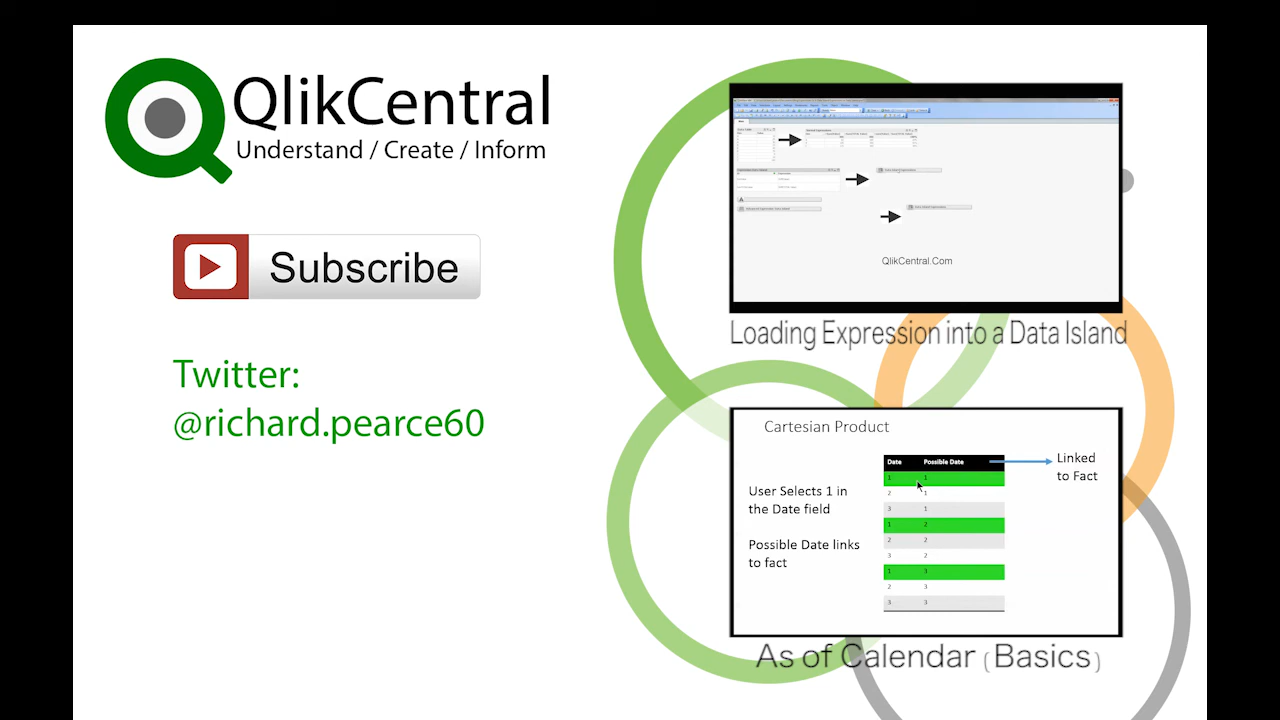 QlikCentral
Understand / Create / Inform
Subscribe
Twitter:
@richard.pearce60
QlikCentral.Com
Loading Expression into a Data Island
Cartesian Product
User Selects 1 in
the Date field
Possible Date links
to fact
Date Possible Date
1 1
2 1
3 1
1 2
2 2
3 2
1 3
2 3
3 3
Linked
to Fact
As of Calendar (Basics)